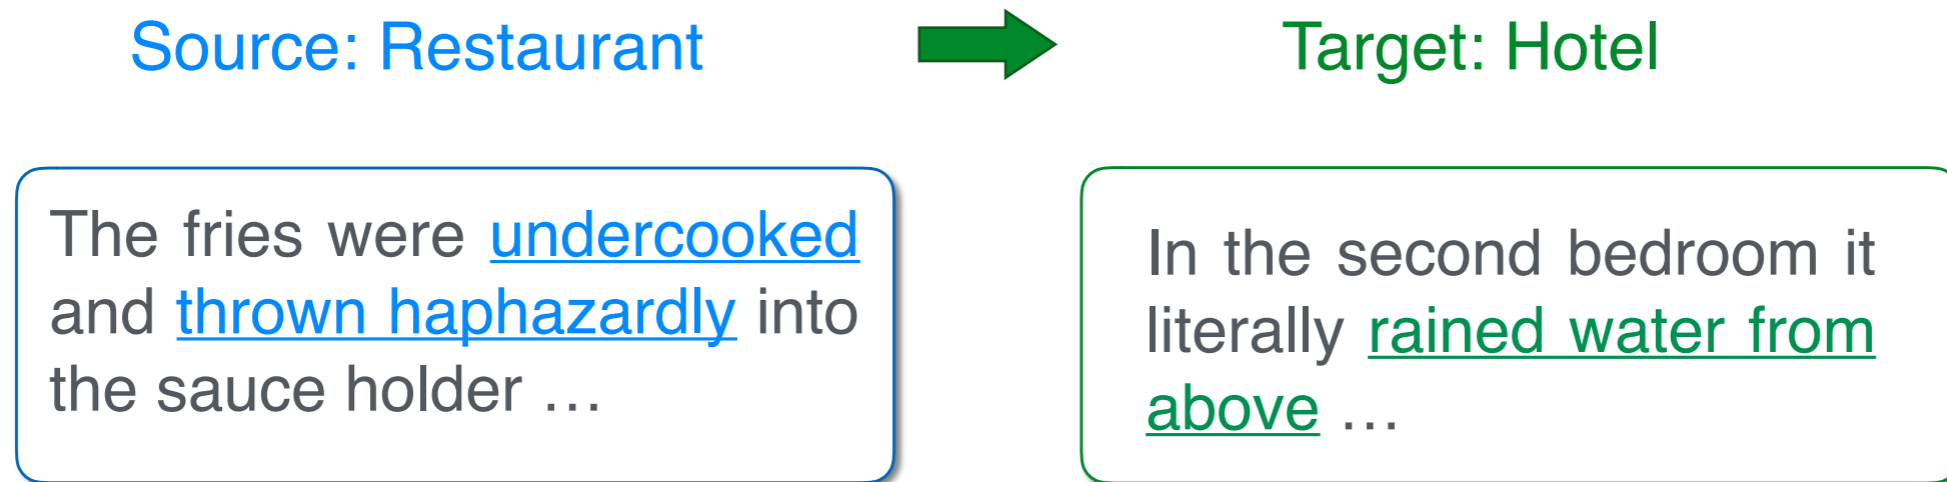 Source: Restaurant
Target: Hotel
The fries were undercooked
and thrown haphazardly into
the sauce holder …
In the second bedroom it
literally rained water from
above …